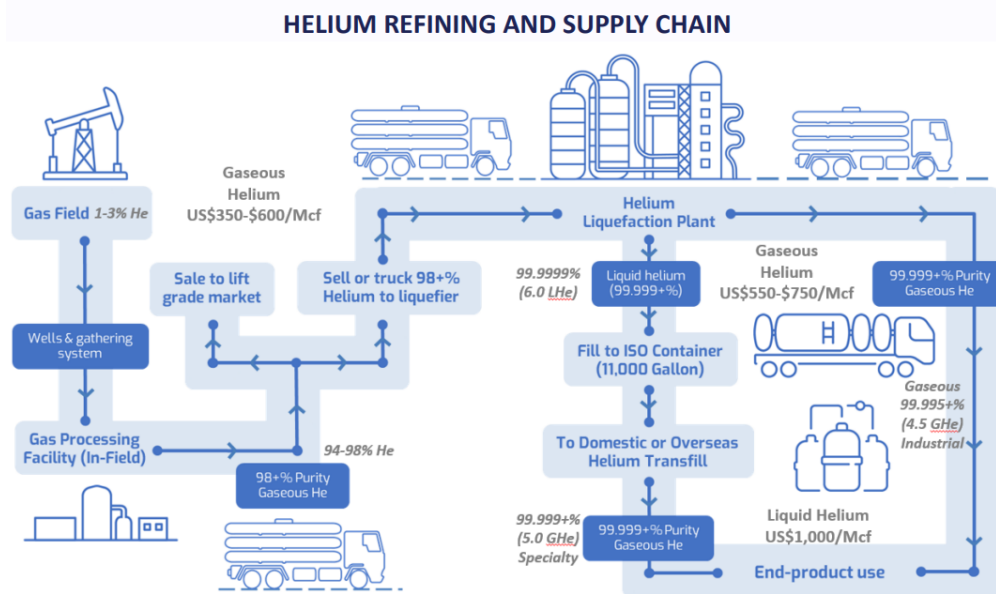 HELIUM REFINING AND SUPPLY CHAIN
Gas Field 1-3% He
Gaseous
Helium
US$350-$600/Mcf
Wells & gathering
system
Gas Processing
Facility (In-Field)
94-98% He
98+% Purity
Gaseous He
Sale to lift
grade market
Sell or truck 98+%
Helium to liquefier
Helium
Liquefaction Plant
99.9999%
(6.0 LHe)
Liquid helium
(99.999+%)
Gaseous
Helium
US$550-$750/Mcf
99.999+% Purity
Gaseous He
Fill to ISO Container
(11,000 Gallon)
H
Gaseous
99.995+%
(4.5 GHe)
Industrial
To Domestic or Overseas
Helium Transfill
99.999+%
(5.0 GHe)
Specialty
99.999+% Purity
Gaseous He
Liquid Helium
US$1,000/Mcf
End-product use